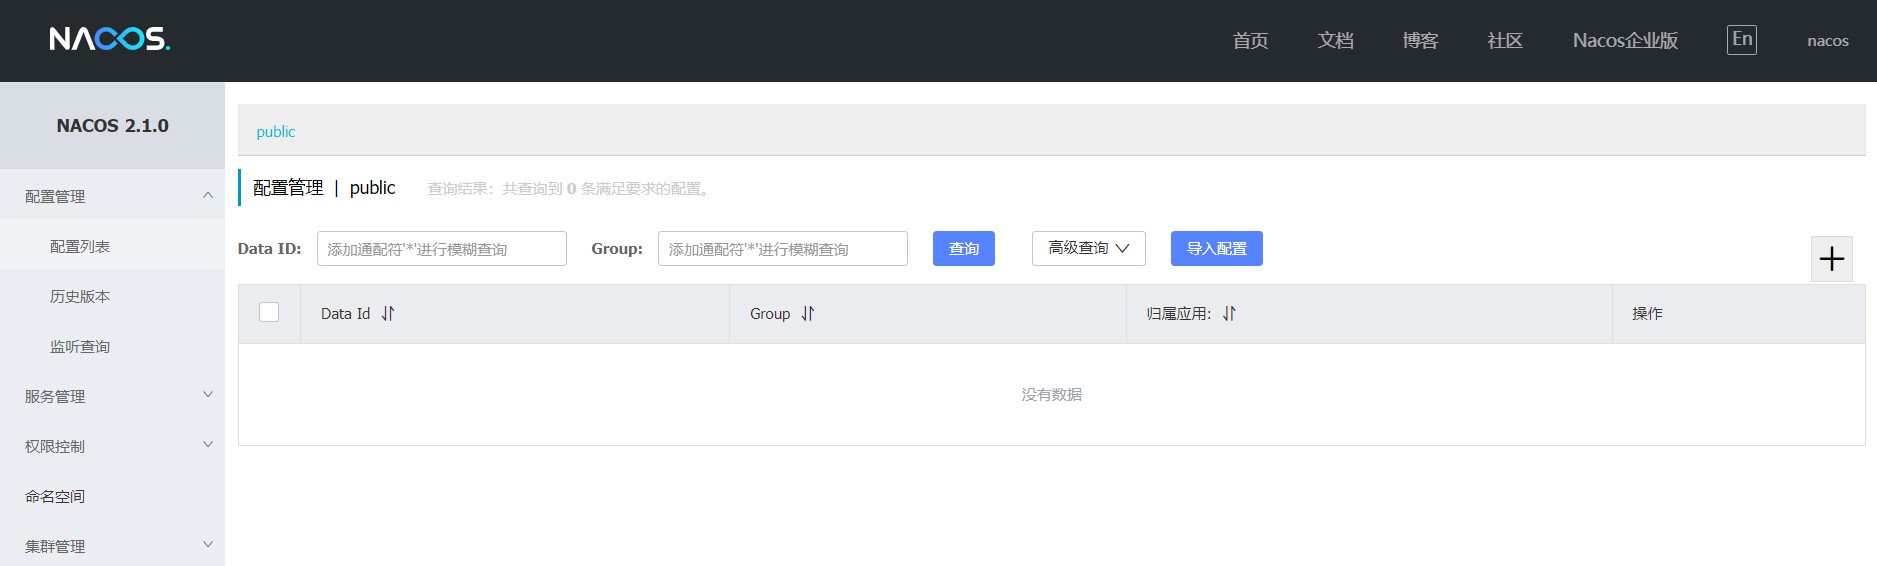 NACOS. 首页 文档 博客 社区 Nacos企业版 En nacos
NACOS 2.1.0
配置管理
配置列表
历史版本
监听查询
服务管理
权限控制
命名空间
集群管理
public
配置管理 | public 查询结果：共查询到 0 条满足要求的配置。
Data ID: 添加通配符'*'进行模糊查询 Group: 添加通配符'*'进行模糊查询 查询 高级查询 导入配置
Data Id Group 归属应用: 操作
没有数据